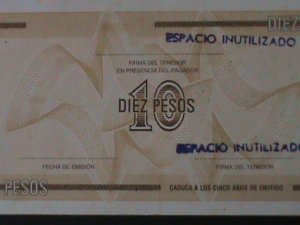 DIEZ
ESPACIO INUTILIZADO
FIRMA DEL TENEDOR
EN PRESENCIA DEL PAGADOR
10
DIEZ PESOS
ESPACIO INUTILIZADO
FECHA DE EMISIÓN
FIRMA DEL TENEDOR
PESOS
CADUCA A LOS CINCO AÑOS DE EMITIDO